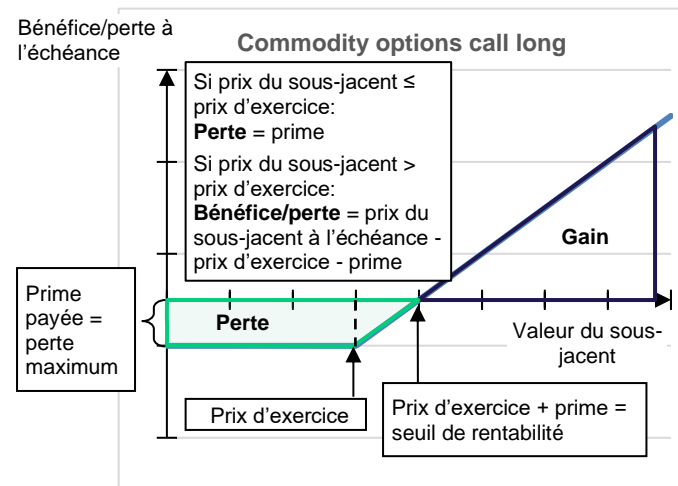 Bénéfice/perte à
l’échéance
Commodity options call long
Si prix du sous-jacent ≤
prix d’exercice:
Perte = prime
Si prix du sous-jacent >
prix d’exercice:
Bénéfice/perte = prix du
sous-jacent à l’échéance -
prix d’exercice - prime
Gain
Prime
payée =
perte
maximum
Perte
Valeur du sous-
jacent
Prix d’exercice
Prix d’exercice + prime =
seuil de rentabilité